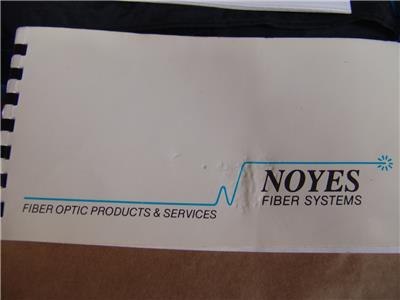 NOYES
FIBER SYSTEMS
FIBER OPTIC PRODUCTS & SERVICES